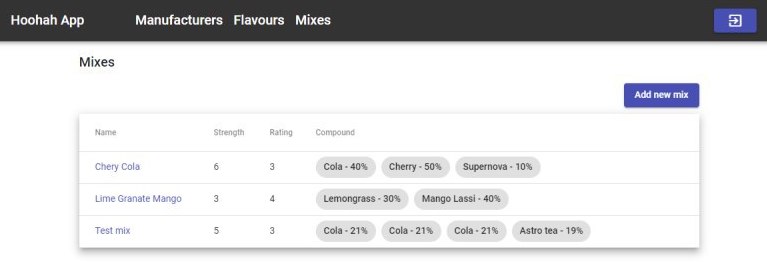 Hoohah App Manufacturers Flavours Mixes
Mixes
Add new mix
Name Strength Rating Compound
Chery Cola 6 3 Cola - 40% Cherry - 50% Supernova - 10%
Lime Granate Mango 3 4 Lemongrass - 30% Mango Lassi - 40%
Test mix 5 3 Cola - 21% Cola - 21% Cola - 21% Astro tea - 19%